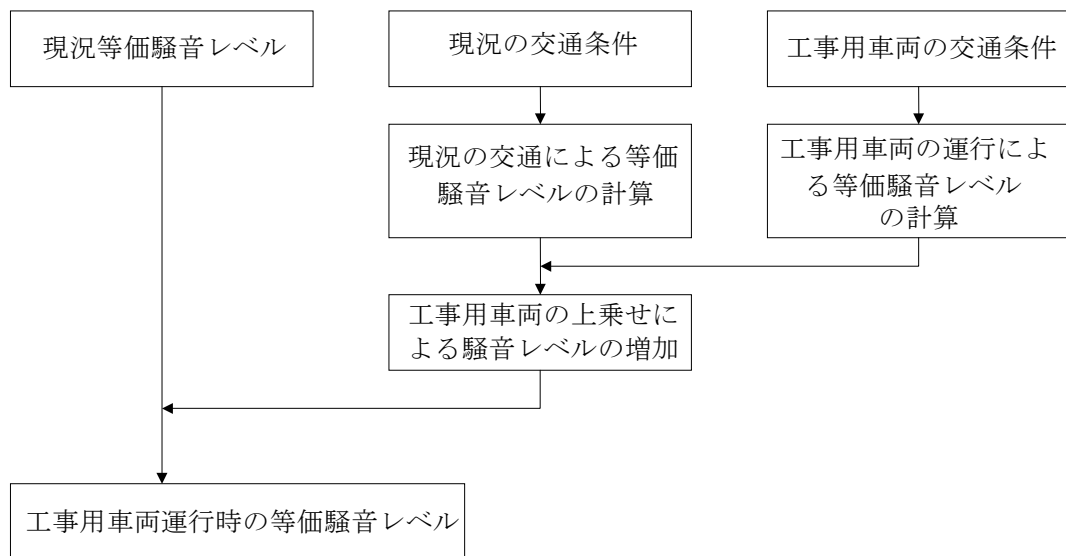 現況等価騒音レベル
現況の交通条件
工事用車両の交通条件
現況の交通による等価
騒音レベルの計算
工事用車両の運行によ
る等価騒音レベル
の計算
工事用車両の上乗せに
よる騒音レベルの増加
工事用車両運行時の等価騒音レベル